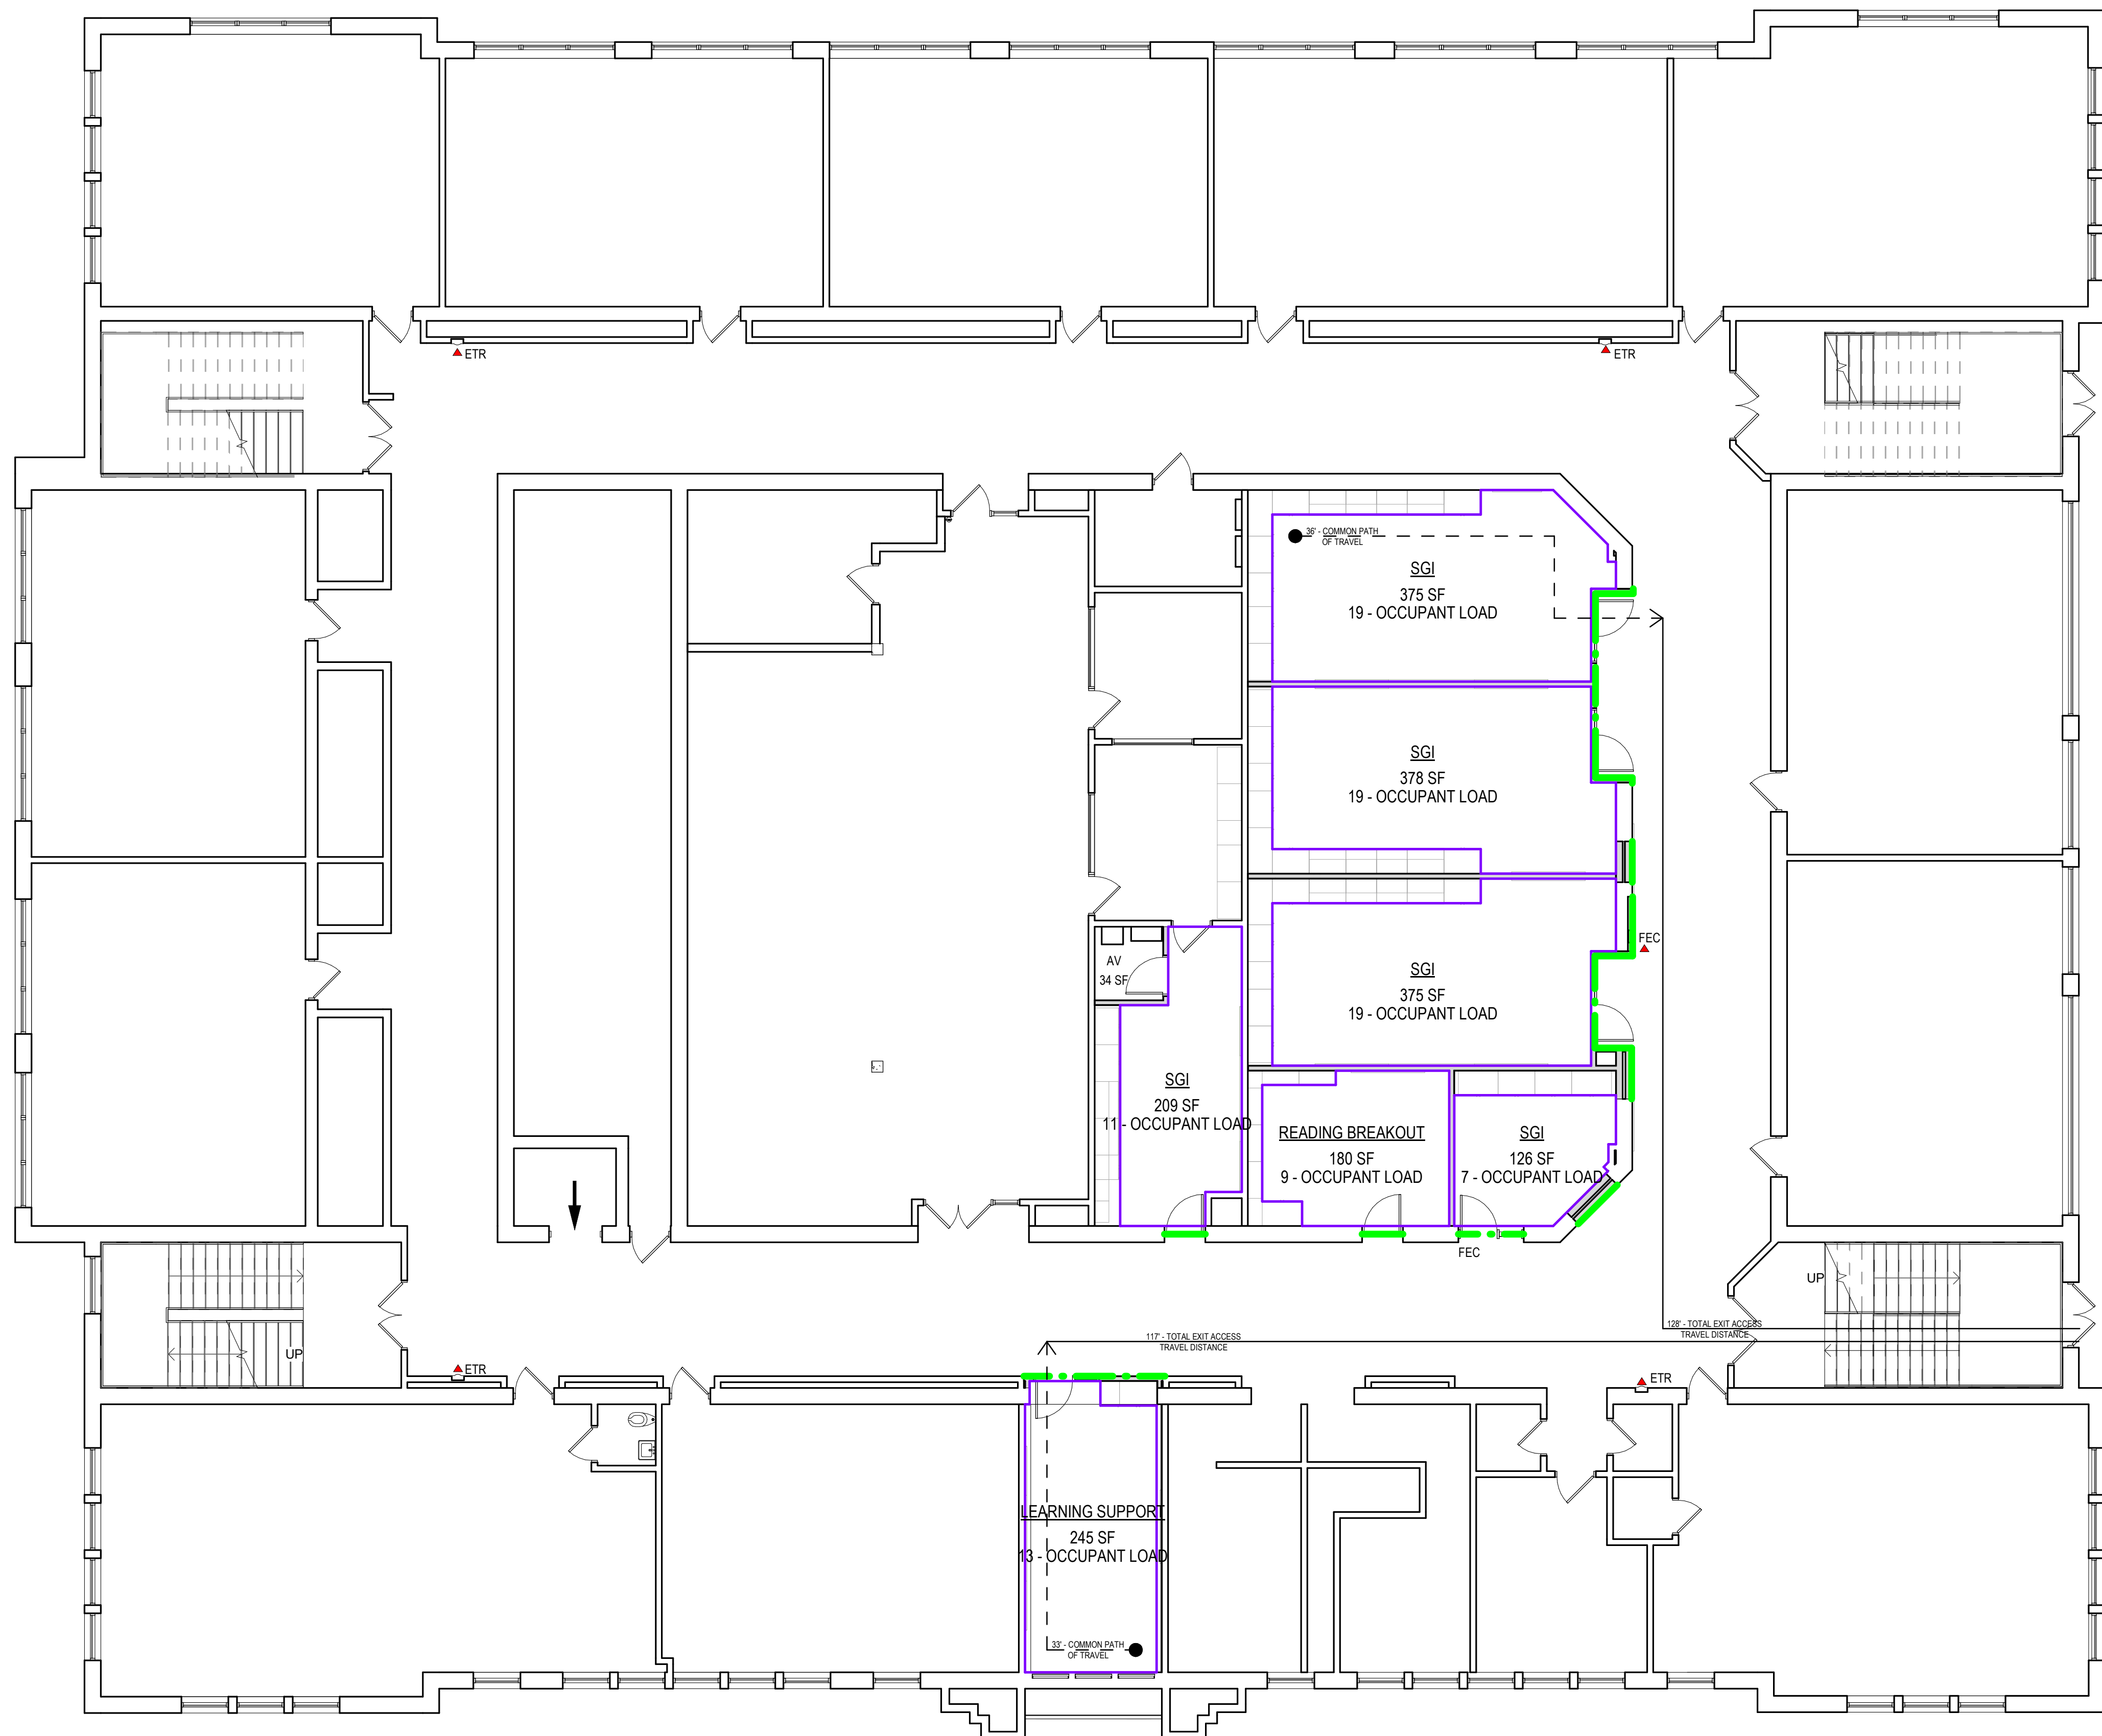 ETR
ETR
36' - COMMON PATH
OF TRAVEL
SGI
375 SF
19 - OCCUPANT LOAD
SGI
378 SF
19 - OCCUPANT LOAD
FEC
AV
34 SF
SGI
375 SF
19 - OCCUPANT LOAD
SGI
209 SF
11 - OCCUPANT LOAD
READING BREAKOUT
180 SF
9 - OCCUPANT LOAD
SGI
126 SF
7 - OCCUPANT LOAD
FEC
UP
UP
128' - TOTAL EXIT ACCESS
TRAVEL DISTANCE
117' - TOTAL EXIT ACCESS
TRAVEL DISTANCE
ETR
ETR
LEARNING SUPPORT
245 SF
13 - OCCUPANT LOAD
33' - COMMON PATH
OF TRAVEL